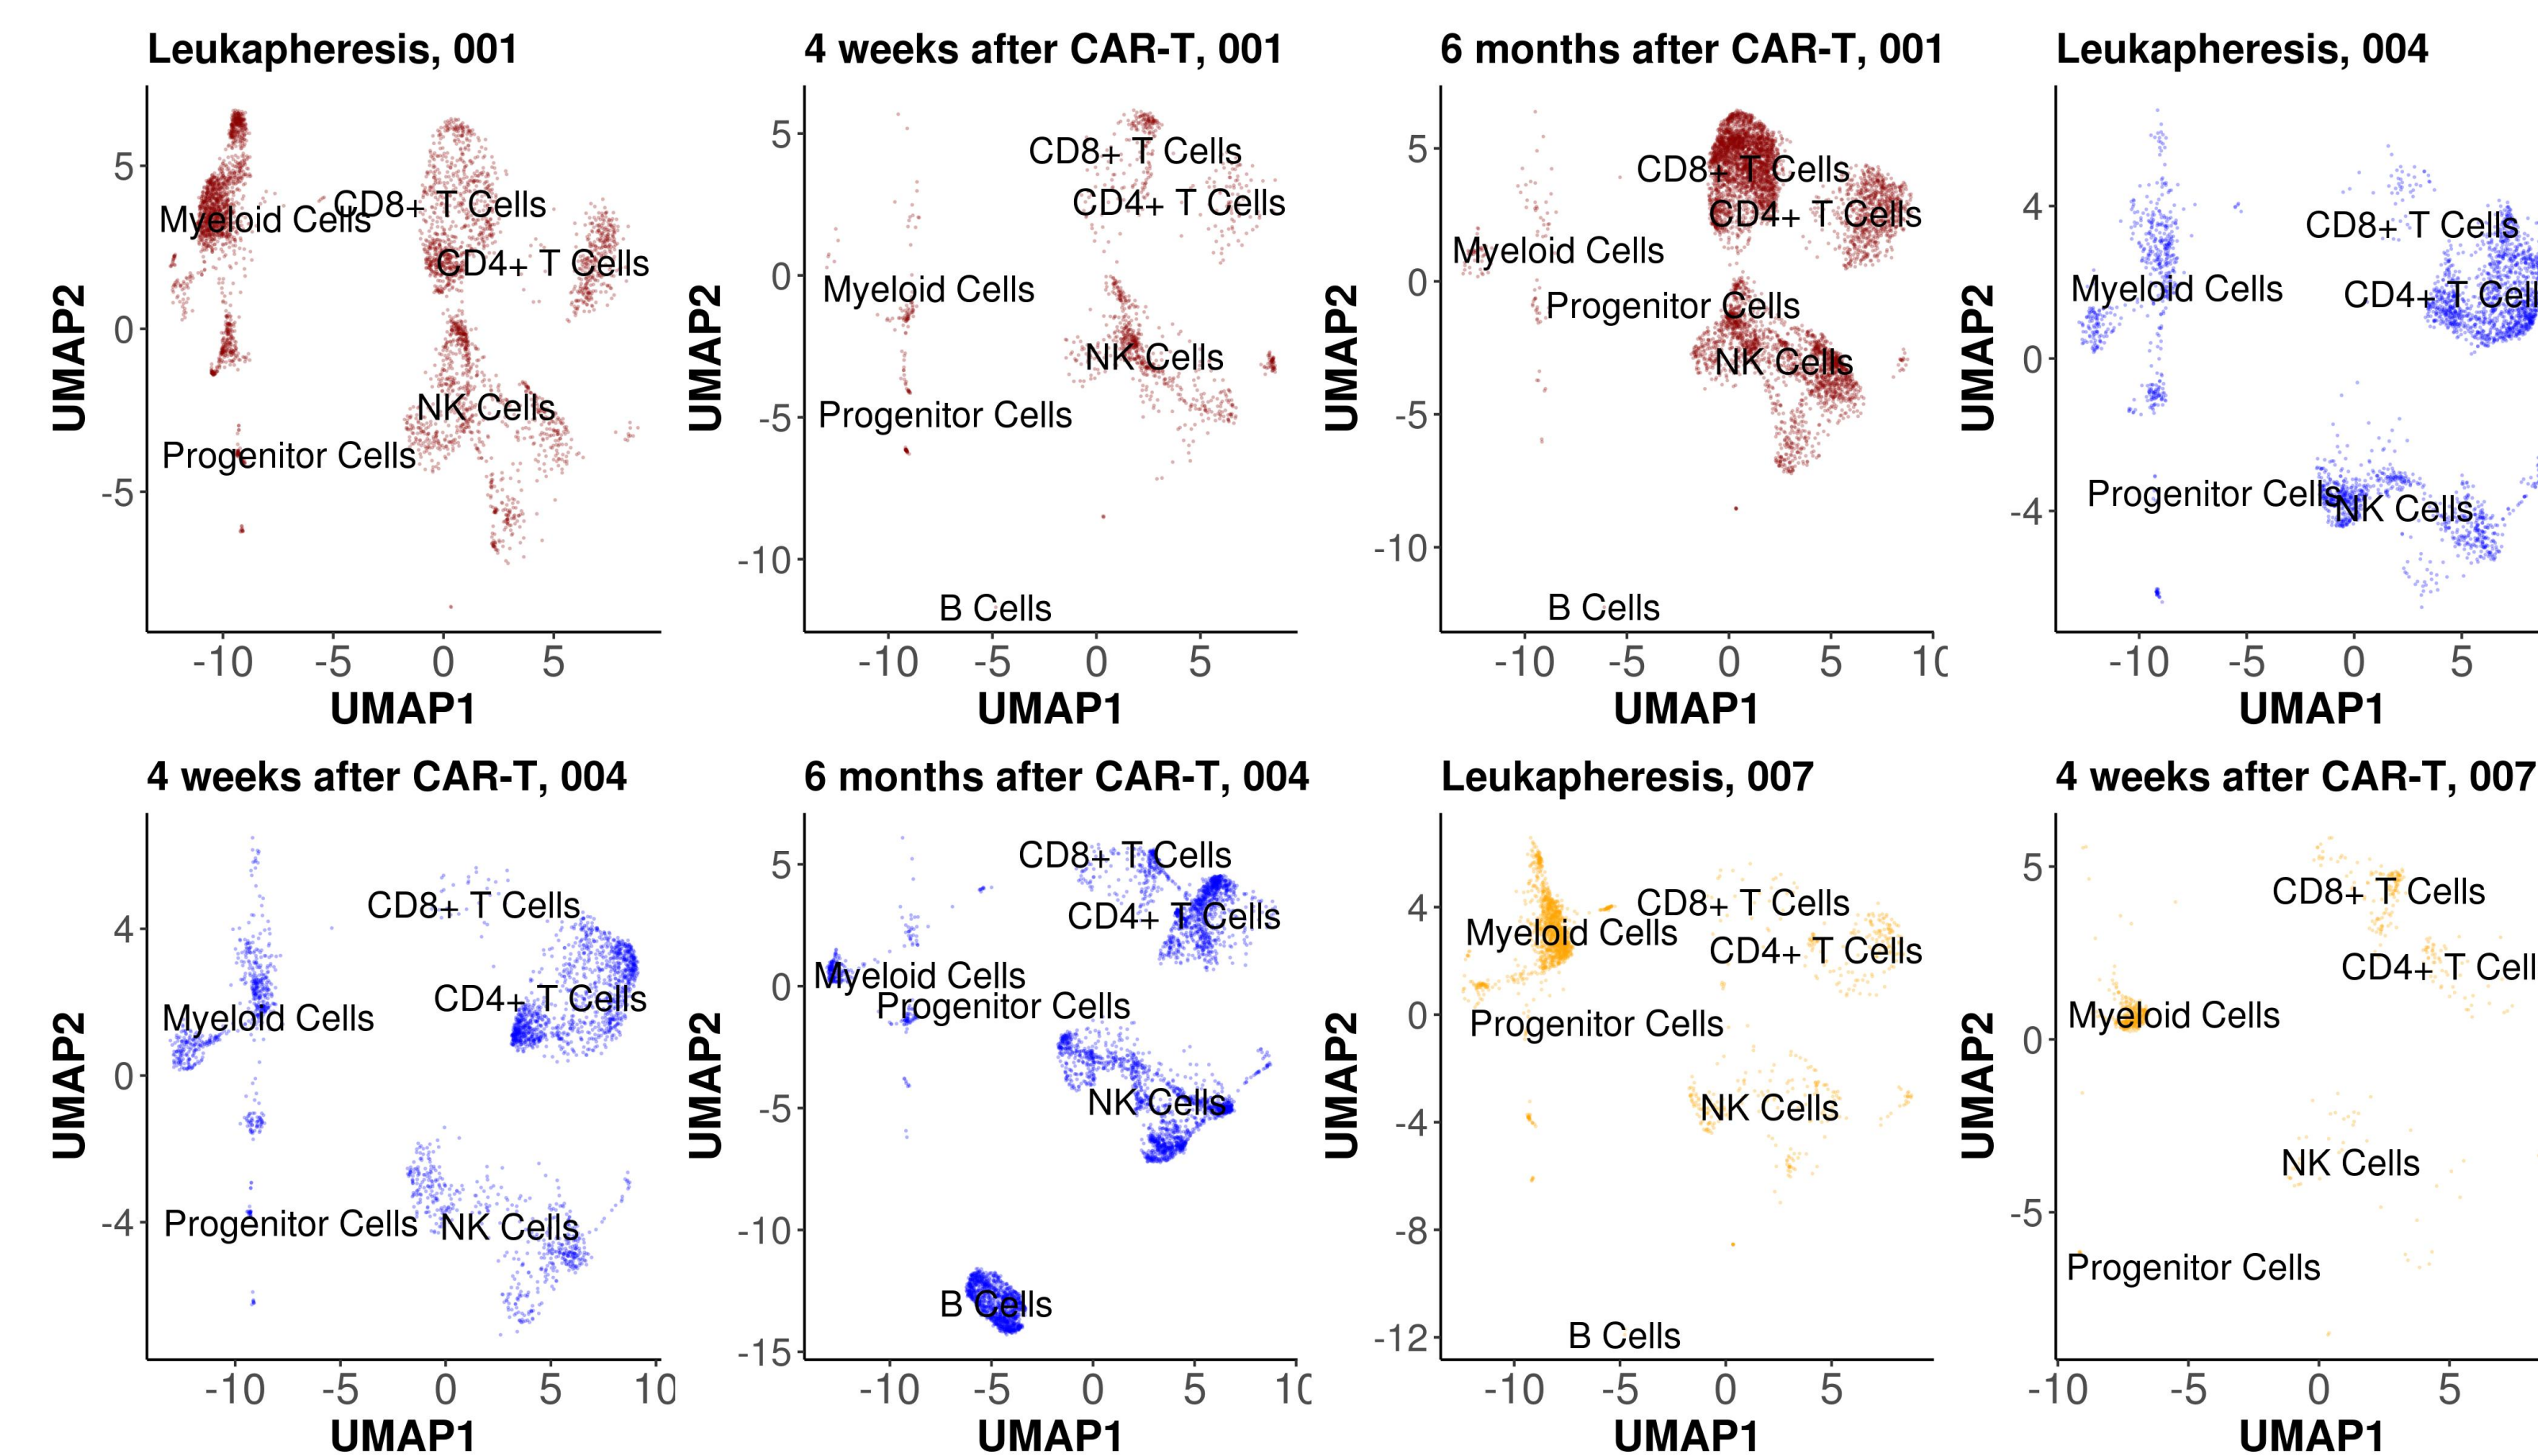 Leukapheresis, 001
4 weeks after CAR-T, 001
6 months after CAR-T, 001
Leukapheresis, 004
UMAP2
5
0
-5
Myeloid Cells
CD8+ T Cells
CD4+ T Cells
NK Cells
Progenitor Cells
-10 -5 0 5
UMAP1
UMAP2
5
0
-5
-10
CD8+ T Cells
CD4+ T Cells
Myeloid Cells
NK Cells
Progenitor Cells
B Cells
-10 -5 0 5
UMAP1
UMAP2
5
0
-5
-10
CD8+ T Cells
CD4+ T Cells
Myeloid Cells
Progenitor Cells
NK Cells
B Cells
-10 -5 0 5 10
UMAP1
UMAP2
4
0
-4
CD8+ T Cells
Myeloid Cells
CD4+ T Cell
Progenitor Cells
NK Cells
-10 -5 0 5
UMAP1
4 weeks after CAR-T, 004
6 months after CAR-T, 004
Leukapheresis, 007
4 weeks after CAR-T, 007
UMAP2
4
0
-4
CD8+ T Cells
CD4+ T Cells
Myeloid Cells
Progenitor Cells
NK Cells
-10 -5 0 5 10
UMAP1
UMAP2
5
0
-5
-10
-15
CD8+ T Cells
CD4+ T Cells
Myeloid Cells
Progenitor Cells
NK Cells
B Cells
-10 -5 0 5 10
UMAP1
UMAP2
4
0
-4
-8
-12
CD8+ T Cells
Myeloid Cells
CD4+ T Cells
Progenitor Cells
NK Cells
B Cells
-10 -5 0 5
UMAP1
UMAP2
5
0
-5
CD8+ T Cells
CD4+ T Cell
Myeloid Cells
NK Cells
Progenitor Cells
-10 -5 0 5
UMAP1